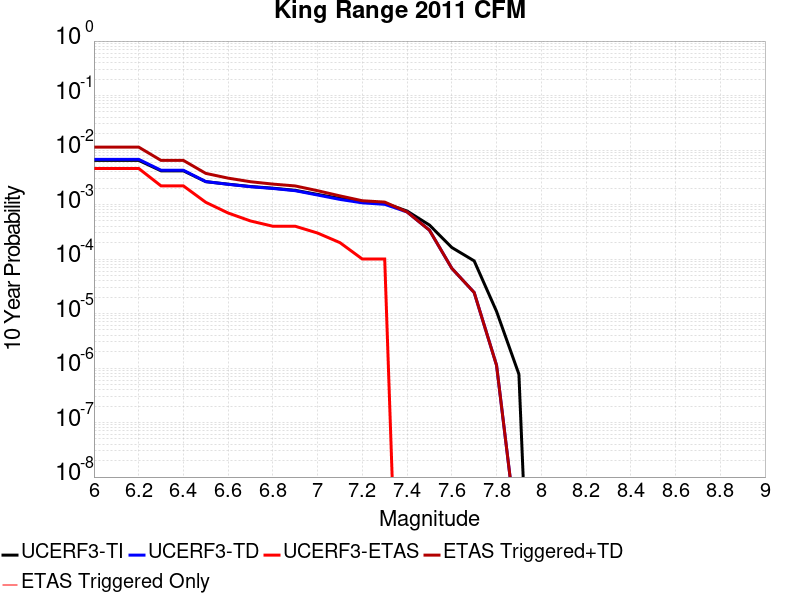 King Range 2011 CFM
10^0
10^-1
10^-2
10^-3
10^-4
10^-5
10^-6
10^-7
10^-8
10 Year Probability
6 6.2 6.4 6.6 6.8 7 7.2 7.4 7.6 7.8 8 8.2 8.4 8.6 8.8 9
Magnitude
UCERF3-TI UCERF3-TD UCERF3-ETAS ETAS Triggered+TD
ETAS Triggered Only